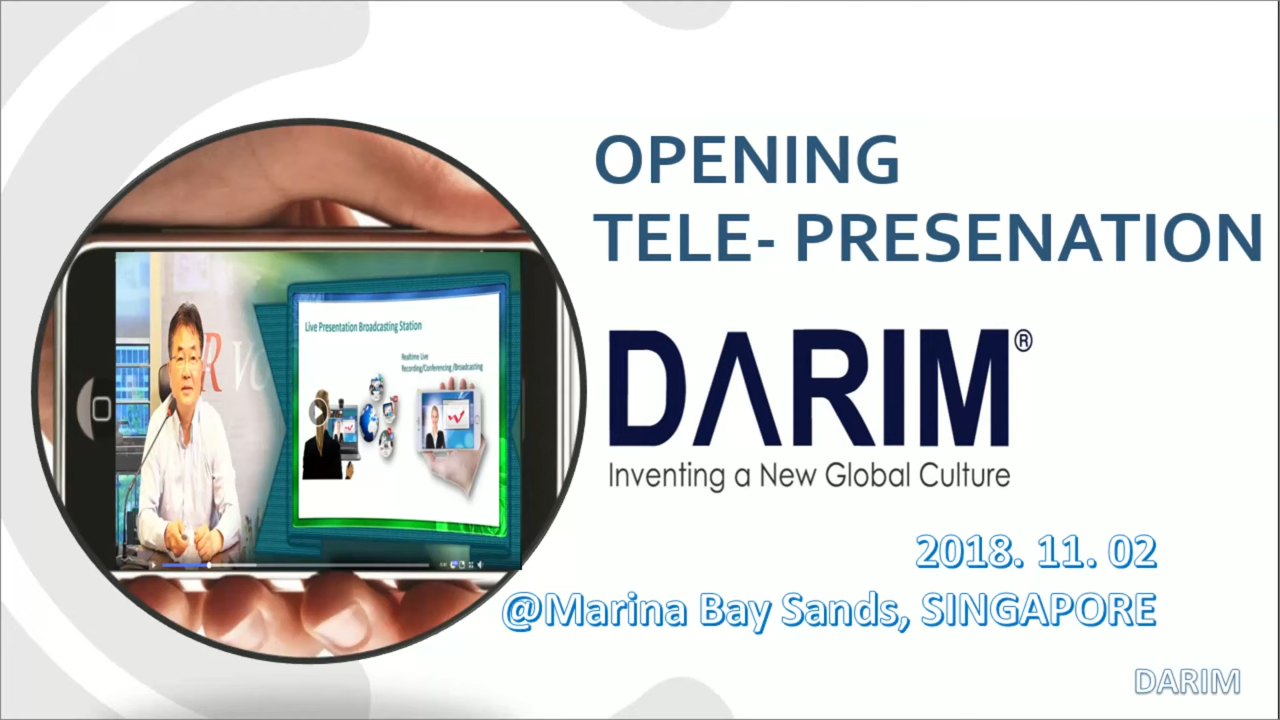 OPENING
TELE- PRESENATION
DARIM®
Inventing a New Global Culture
Live Presentation Broadcasting Station
Realtime Live
Recording/Conferencing /Broadcasting
2018. 11. 02
@Marina Bay Sands, SINGAPORE
DARIM